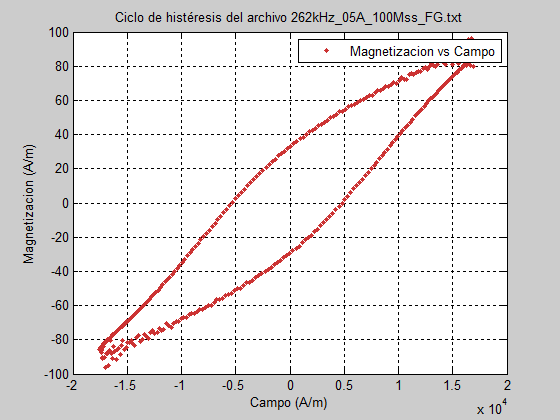 Ciclo de histéresis del archivo 262kHz_05A_100Mss_FG.txt
Magnetizacion vs Campo
Magnetizacion (A/m)
100
80
60
40
20
0
-20
-40
-60
-80
-100
-2 -1.5 -1 -0.5 0 0.5 1 1.5 2
x 10^4
Campo (A/m)